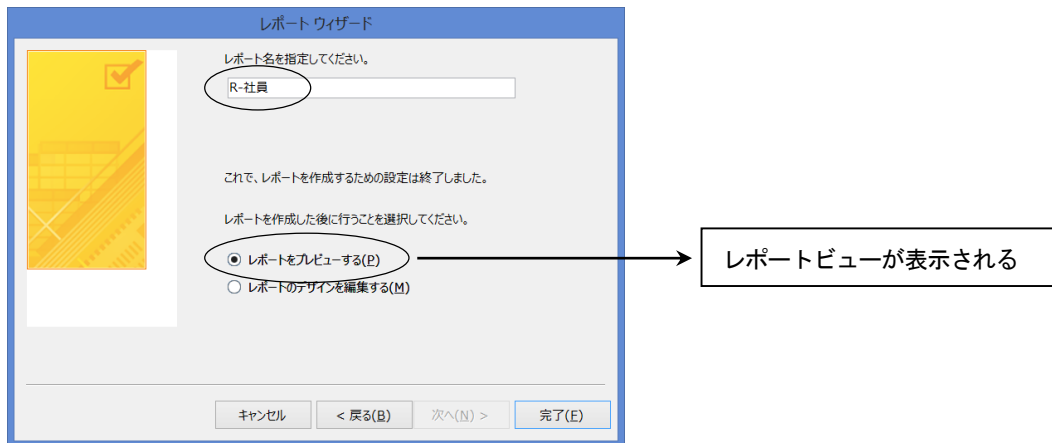 レポート ウィザード
レポート名を指定してください。
R-社員
これで、レポートを作成するための設定は終了しました。
レポートを作成した後に行うことを選択してください。
レポートをプレビューする(P)
レポートビューが表示される
レポートのデザインを編集する(M)
キャンセル
< 戻る(B)
次へ(N) >
完了(F)